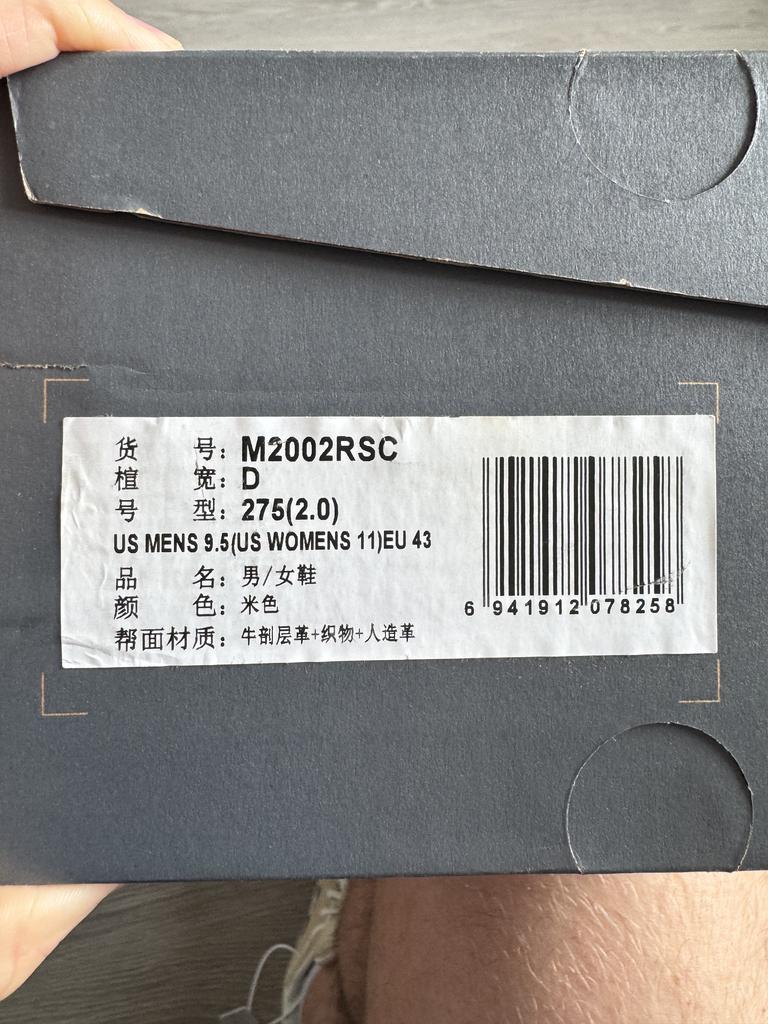 货 号: M2002RSC
楦 宽: D
号 型: 275(2.0)
US MENS 9.5(US WOMENS 11)EU 43
品 名: 男/女鞋
颜 色: 米色
帮面材质: 牛剖层革+织物+人造革
6 941912 078258